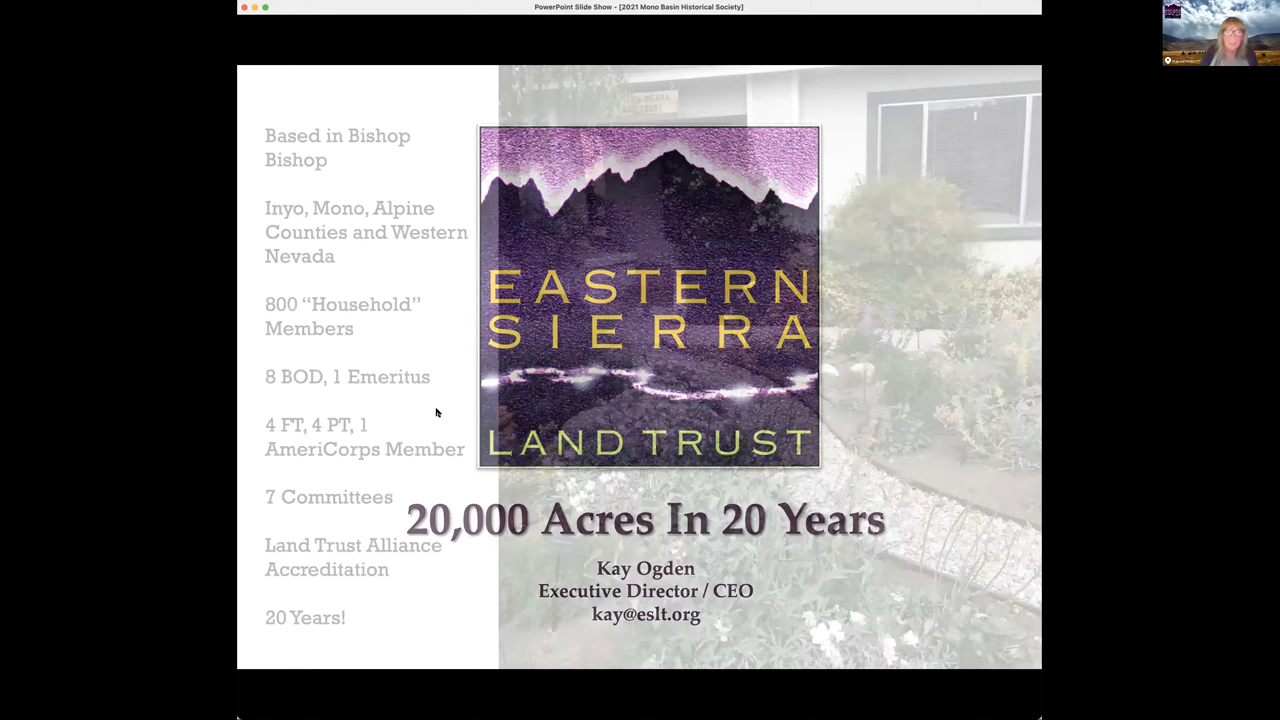 PowerPoint Slide Show - [2021 Mono Basin Historical Society]
Based in Bishop
Bishop
Inyo, Mono, Alpine
Counties and Western
Nevada
800 “Household”
Members
8 BOD, 1 Emeritus
4 FT, 4 PT, 1
AmeriCorps Member
7 Committees
Land Trust Alliance
Accreditation
20 Years!
EASTERN
SIERRA
LAND TRUST
20,000 Acres In 20 Years
Kay Ogden
Executive Director / CEO
kay@eslt.org